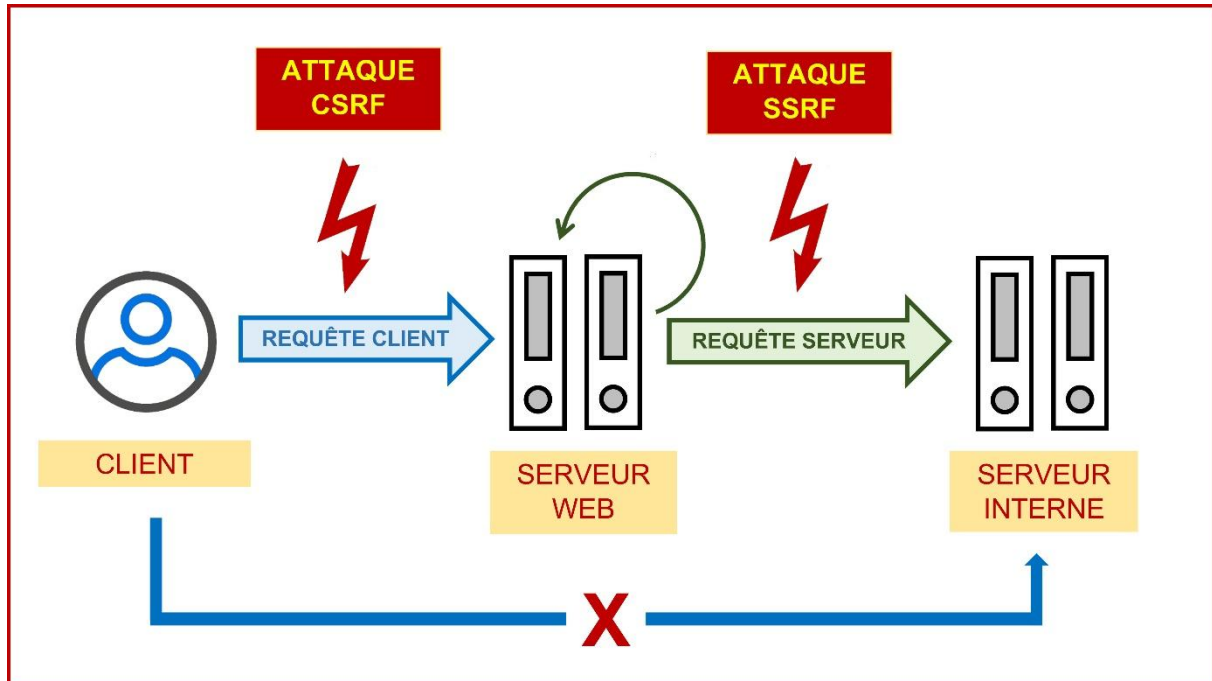 ATTAQUE
CSRF
ATTAQUE
SSRF
REQUÊTE CLIENT
REQUÊTE SERVEUR
CLIENT
SERVEUR
WEB
SERVEUR
INTERNE
X